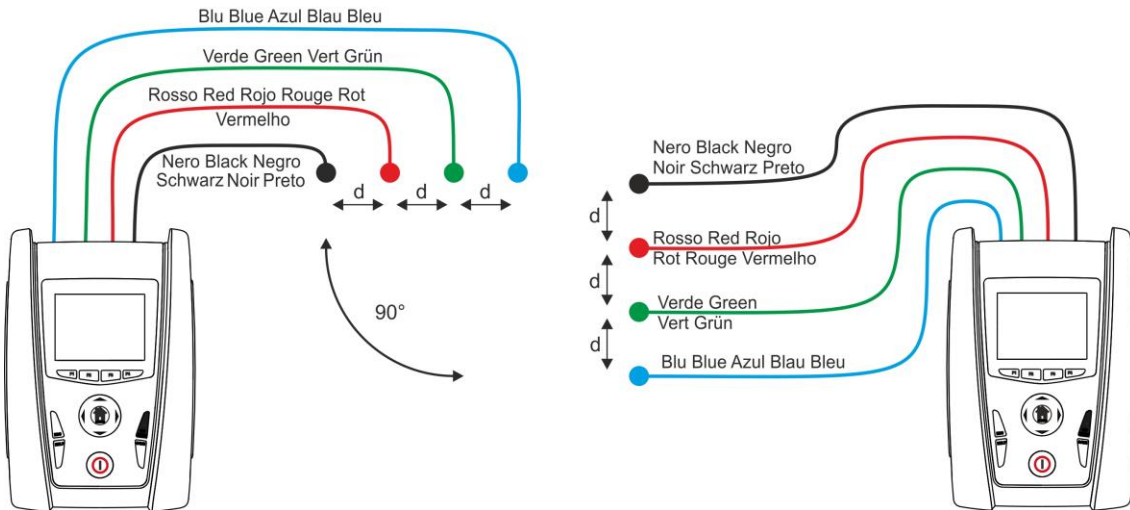 Blu Blue Azul Blau Bleu
Verde Green Vert Grün
Rosso Red Rojo Rouge Rot
Vermelho
Nero Black Negro
Schwarz Noir Preto
d d d
90°
Nero Black Negro
Noir Schwarz Preto
d
Rosso Red Rojo
Rot Rouge Vermelho
d
Verde Green
Vert Grün
d
Blu Blue Azul Blau Bleu